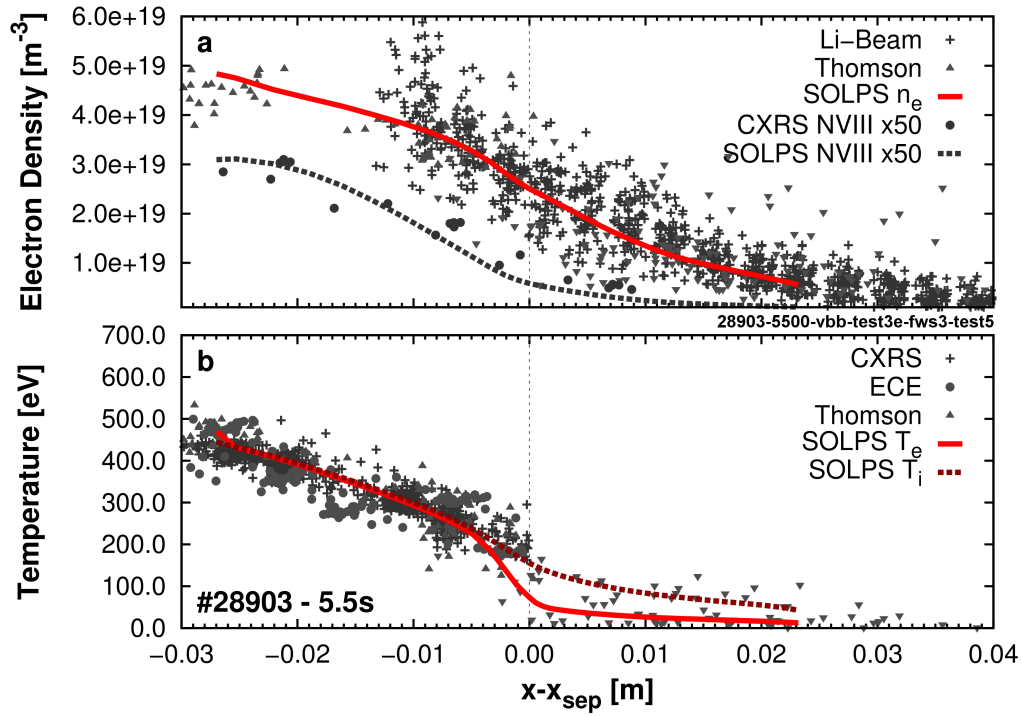 6.0e+19
5.0e+19
4.0e+19
3.0e+19
2.0e+19
1.0e+19
Electron Density [m⁻³]
a
Li−Beam
Thomson
SOLPS nₑ
CXRS NVIII x50
SOLPS NVIII x50
28903-5500-vbb-test3e-fws3-test5
700.0
600.0
500.0
400.0
300.0
200.0
100.0
0.0
Temperature [eV]
b
CXRS
ECE
Thomson
SOLPS Tₑ
SOLPS Tᵢ
#28903 - 5.5s
−0.03 −0.02 −0.01 0.00 0.01 0.02 0.03 0.04
x-x_sep [m]